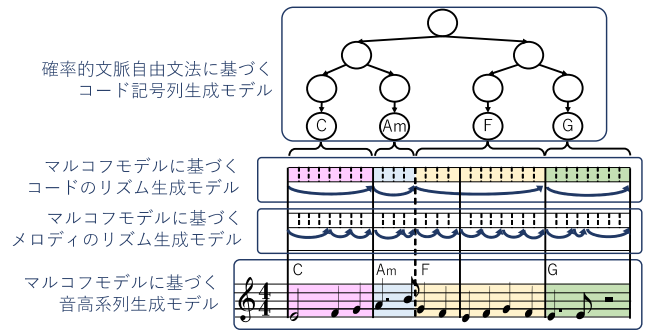 確率的文脈自由文法に基づく
コード記号列生成モデル
C Am F G
マルコフモデルに基づく
コードのリズム生成モデル
マルコフモデルに基づく
メロディのリズム生成モデル
マルコフモデルに基づく
音高系列生成モデル
C Am F G
4
4